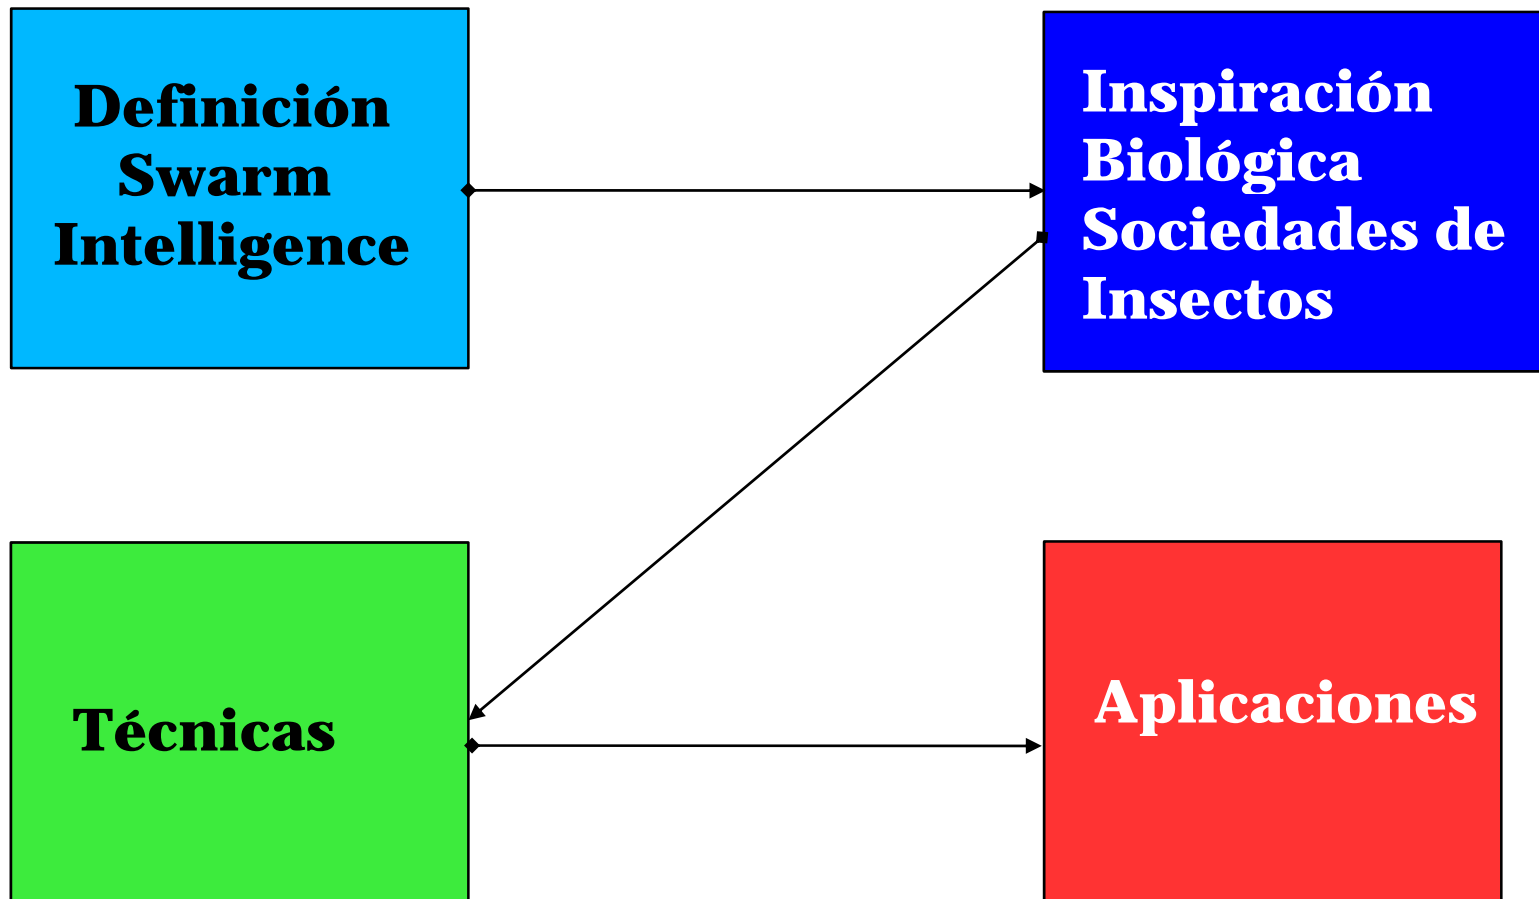 Definición
Swarm
Intelligence
Inspiración
Biológica
Sociedades de
Insectos
Técnicas
Aplicaciones